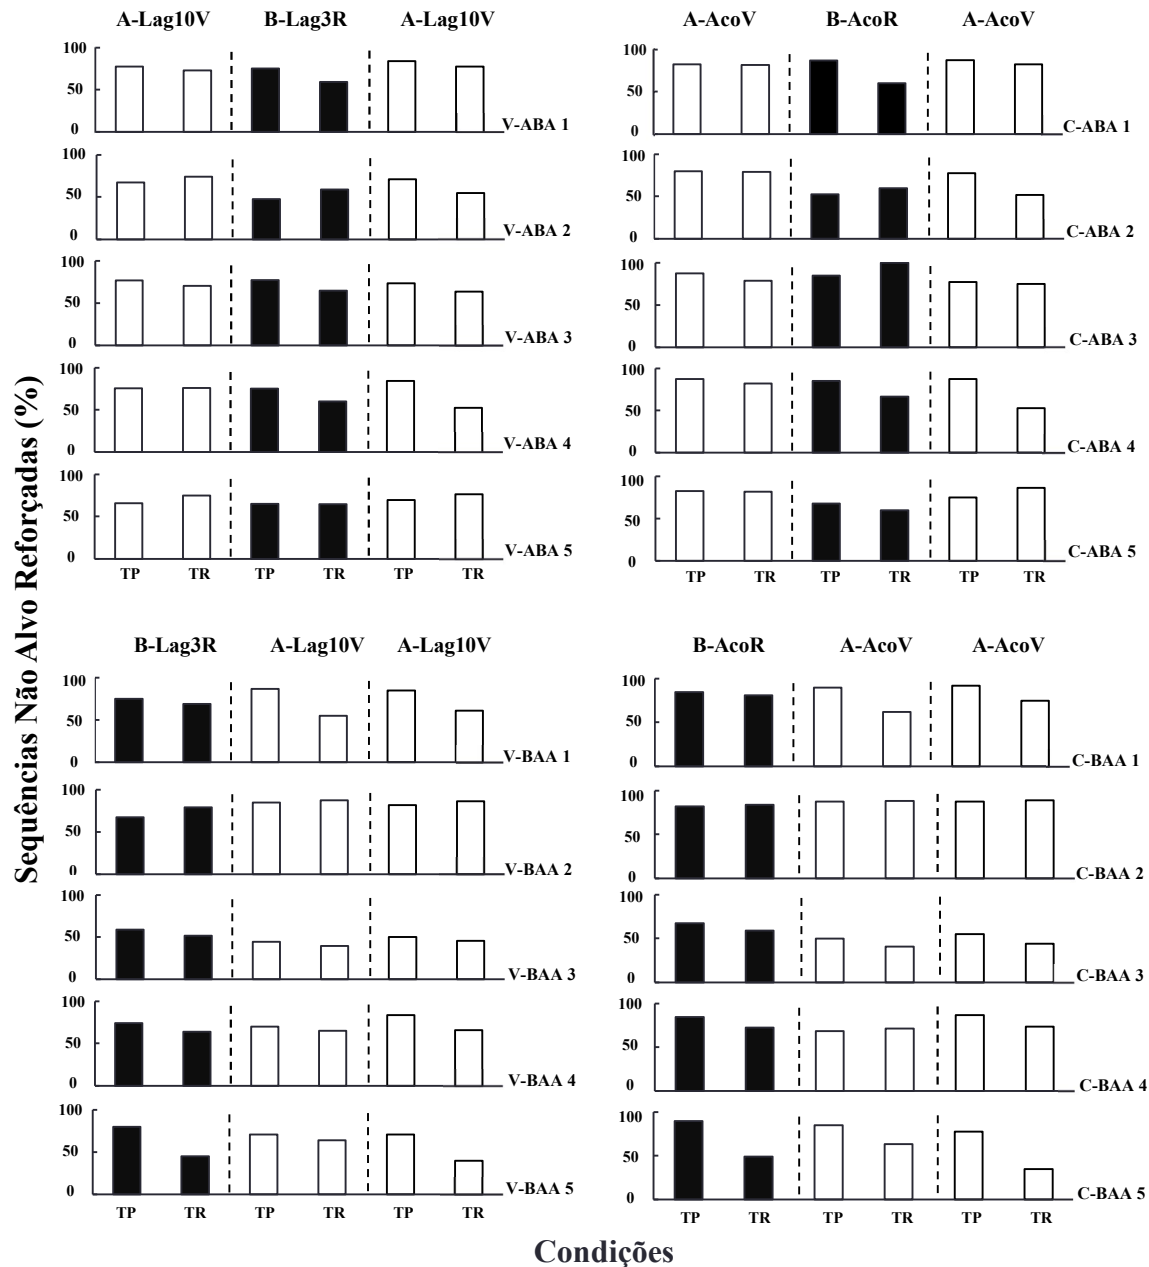 A-Lag10V B-Lag3R A-Lag10V
100
50
0
V-ABA 1
100
50
0
V-ABA 2
100
50
0
V-ABA 3
100
50
0
V-ABA 4
100
50
0
V-ABA 5
TP TR TP TR TP TR
A-AcoV B-AcoR A-AcoV
100
50
0
C-ABA 1
100
50
0
C-ABA 2
100
50
0
C-ABA 3
100
50
0
C-ABA 4
100
50
0
C-ABA 5
TP TR TP TR TP TR
Sequências Não Alvo Reforçadas (%)
B-Lag3R A-Lag10V A-Lag10V
100
50
0
V-BAA 1
100
50
0
V-BAA 2
100
50
0
V-BAA 3
100
50
0
V-BAA 4
100
50
0
V-BAA 5
TP TR TP TR TP TR
B-AcoR A-AcoV A-AcoV
100
50
0
C-BAA 1
100
50
0
C-BAA 2
100
50
0
C-BAA 3
100
50
0
C-BAA 4
100
50
0
C-BAA 5
TP TR TP TR TP TR
Condições